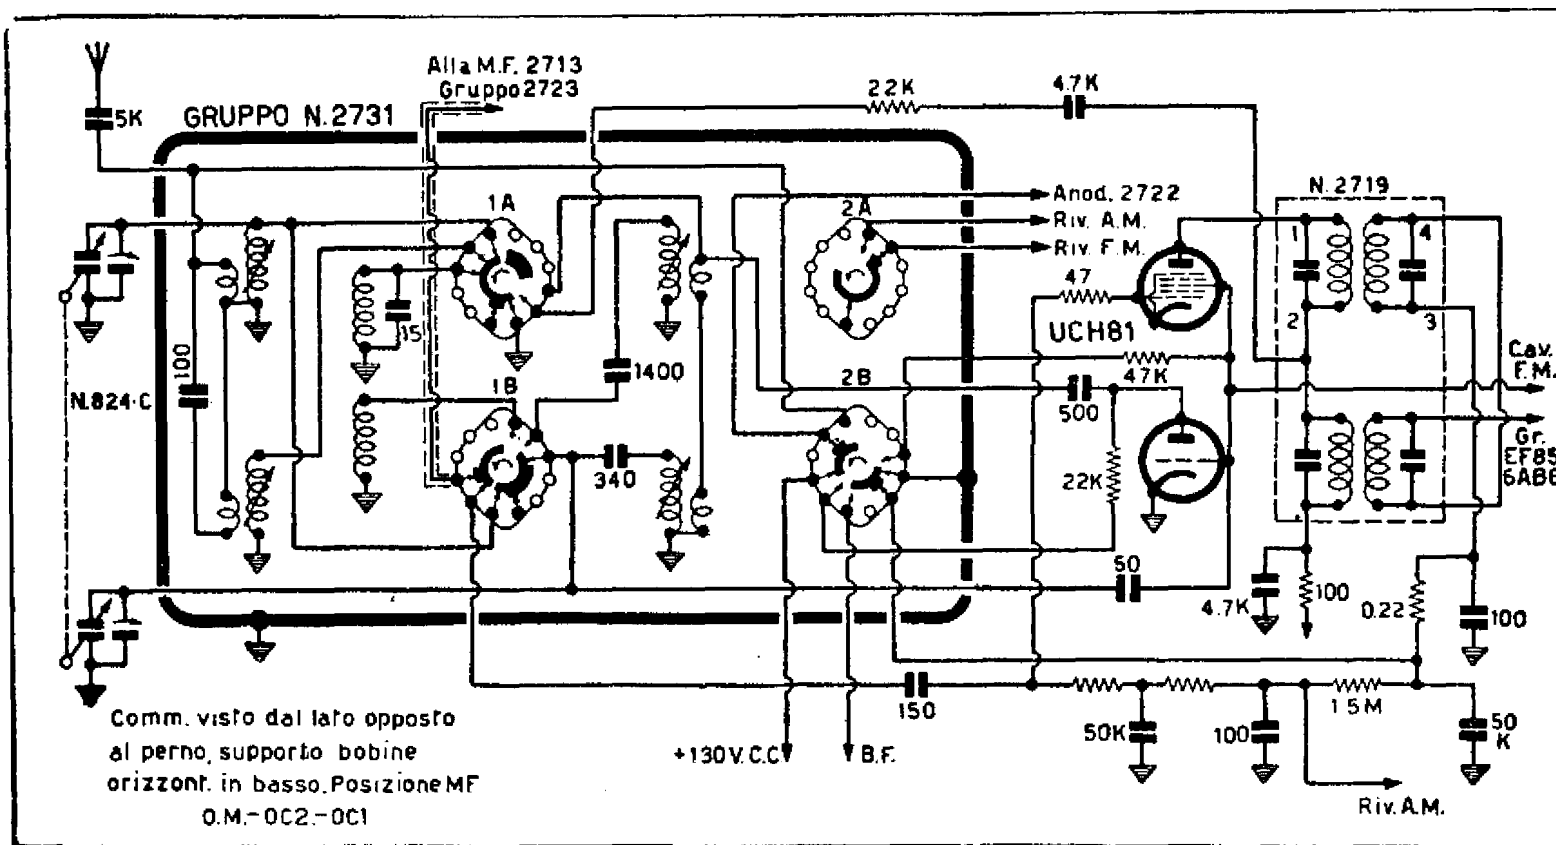 Alla M.F. 2713
Gruppo 2723
5K
GRUPPO N.2731
22K
4.7K
1A
2A
Anod. 2722
Riv. A.M.
Riv. F.M.
N.2719
1
4
47
2
3
UCH81
15
100
N.824-C
1400
1B
2B
47K
500
Cav.
F.M.
Gr.
EF85
6AB6
340
22K
50
4.7K
100
0.22
100
150
50K
100
1.5M
50
K
+130V.C.C
B.F.
Riv. A.M.
Comm. visto dal lato opposto
al perno, supporto bobine
orizzont. in basso. Posizione MF
O.M.-OC2.-OC1